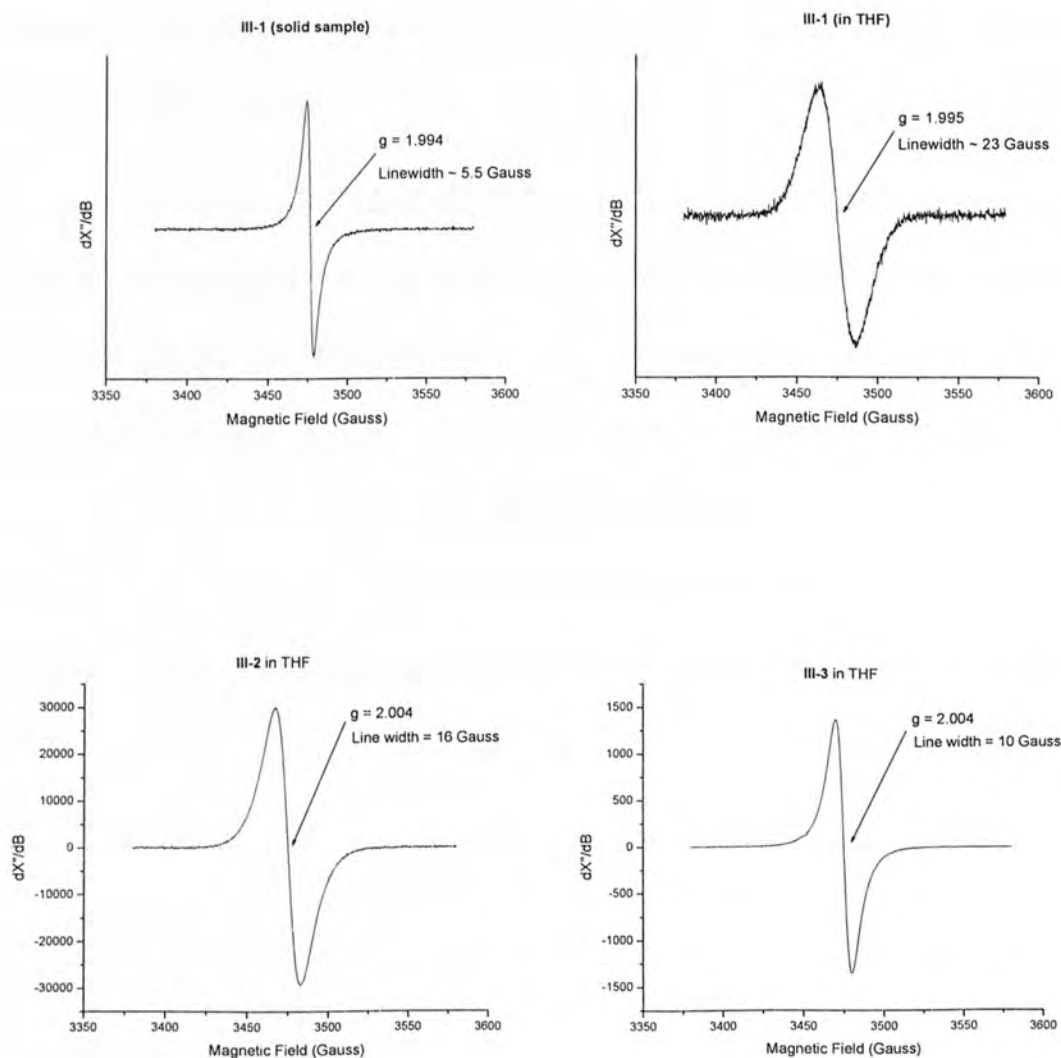 III-1 (solid sample)
dX"/dB
g = 1.994
Linewidth ~ 5.5 Gauss
3350 3400 3450 3500 3550 3600
Magnetic Field (Gauss)
III-1 (in THF)
dX"/dB
g = 1.995
Linewidth ~ 23 Gauss
3350 3400 3450 3500 3550 3600
Magnetic Field (Gauss)
III-2 in THF
30000
20000
10000
0
-10000
-20000
-30000
dX"/dB
g = 2.004
Line width = 16 Gauss
3350 3400 3450 3500 3550 3600
Magnetic Field (Gauss)
III-3 in THF
1500
1000
500
0
-500
-1000
-1500
dX"/dB
g = 2.004
Line width = 10 Gauss
3350 3400 3450 3500 3550 3600
Magnetic Field (Gauss)